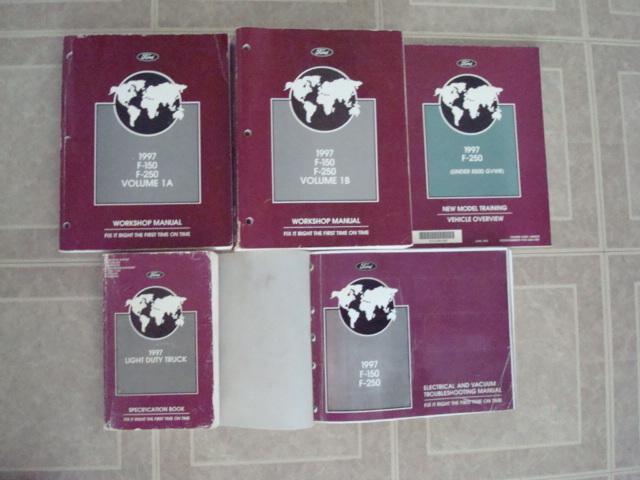 Ford
1997
F-150
F-250
VOLUME 1A
WORKSHOP MANUAL
FIX IT RIGHT THE FIRST TIME ON TIME
Ford
1997
F-150
F-250
VOLUME 1B
WORKSHOP MANUAL
FIX IT RIGHT THE FIRST TIME ON TIME
Ford
1997
F-250
(UNDER 8500 GVWR)
NEW MODEL TRAINING
VEHICLE OVERVIEW
Ford
1997
LIGHT DUTY TRUCK
SPECIFICATION BOOK
FIX IT RIGHT THE FIRST TIME ON TIME
Ford
1997
F-150
F-250
ELECTRICAL AND VACUUM
TROUBLESHOOTING MANUAL
FIX IT RIGHT THE FIRST TIME ON TIME